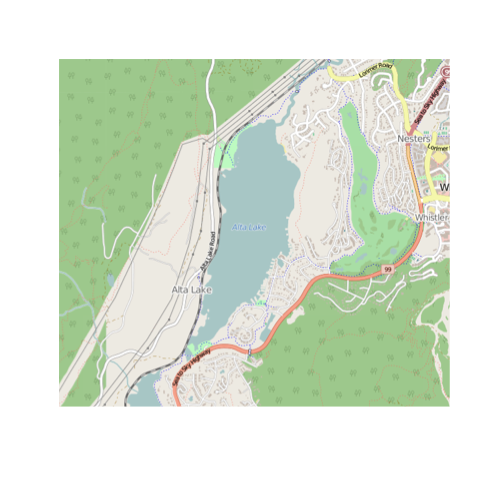 Lorimer Road
Sea to Sky Highway
Nesters
Lorimer
W
Whistler
Alta Lake
Alta Lake Road
99
Alta Lake
Sea to Sky Highway